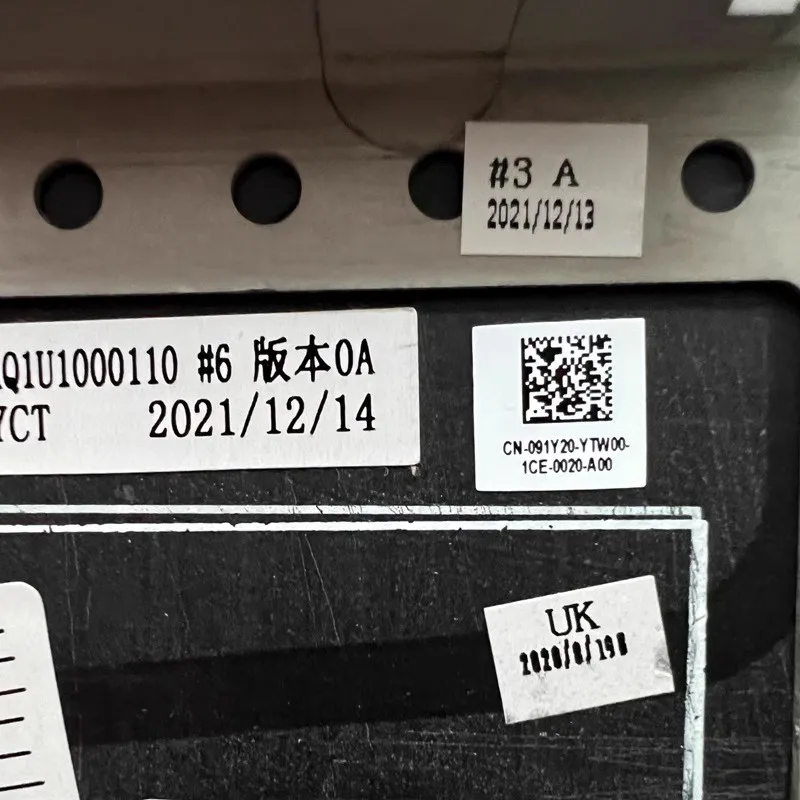 #3 A
2021/12/13
Q1U1000110 #6 版本0A
7CT 2021/12/14
CN-091Y20-YTW00-
1CE-0020-A00
UK